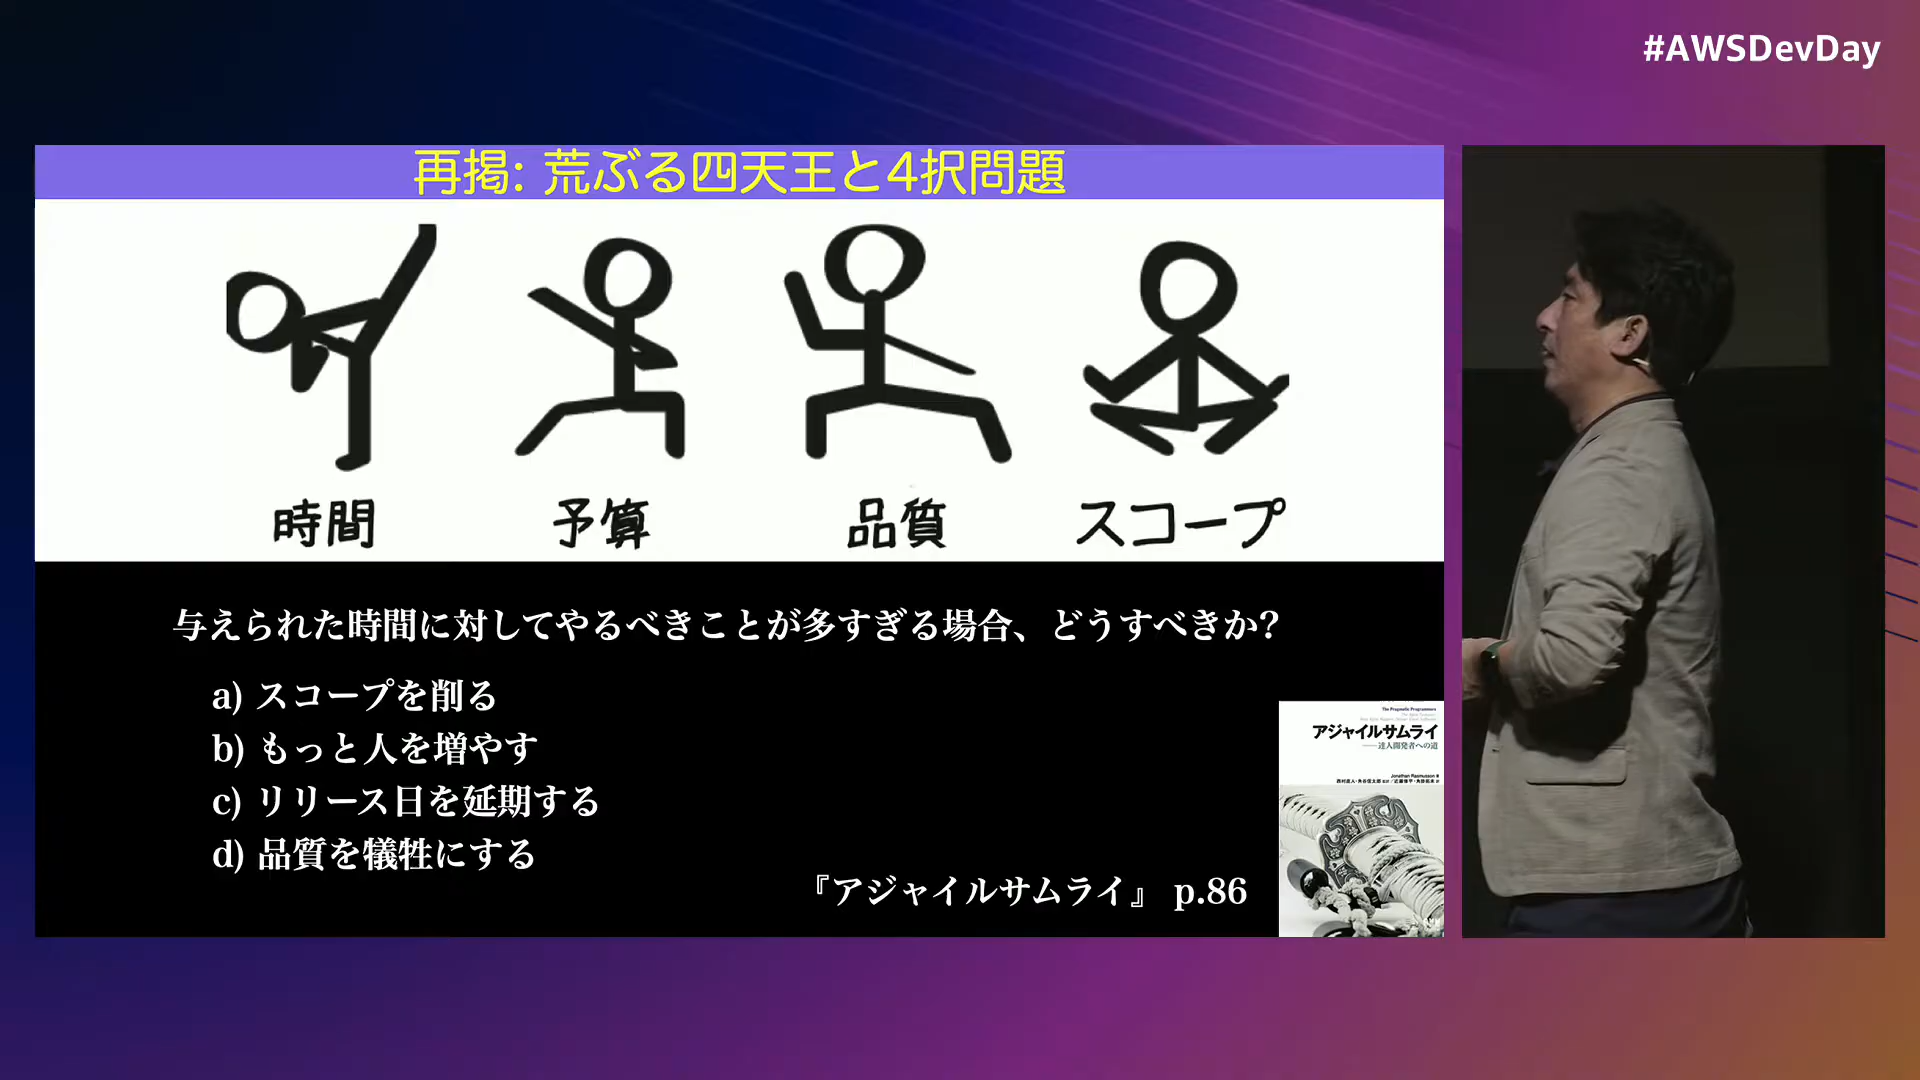 #AWSDevDay
再掲: 荒ぶる四天王と4択問題
時間 予算 品質 スコープ
与えられた時間に対してやるべきことが多すぎる場合、どうすべきか?
a) スコープを削る
b) もっと人を増やす
c) リリース日を延期する
d) 品質を犠牲にする
『アジャイルサムライ』 p.86
The Pragmatic Programmers
アジャイルサムライ
達人開発者への道
Jonathan Rasmusson 著